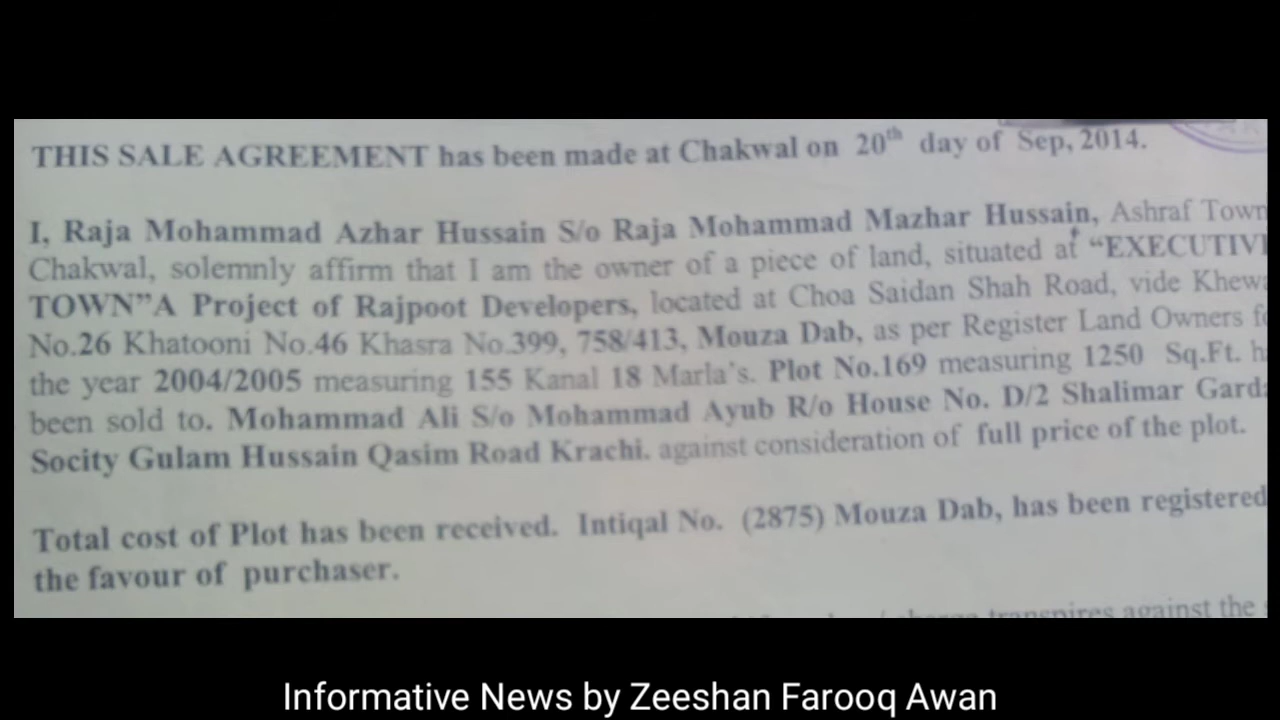 THIS SALE AGREEMENT has been made at Chakwal on 20th day of Sep, 2014.
I, Raja Mohammad Azhar Hussain S/o Raja Mohammad Mazhar Hussain, Ashraf Town
Chakwal, solemnly affirm that I am the owner of a piece of land, situated at "EXECUTIV
TOWN"A Project of Rajpoot Developers, located at Choa Saidan Shah Road, vide Khewa
No.26 Khatooni No.46 Khasra No.399, 758/413, Mouza Dab, as per Register Land Owners fo
the year 2004/2005 measuring 155 Kanal 18 Marla's. Plot No.169 measuring 1250 Sq.Ft. h
been sold to. Mohammad Ali S/o Mohammad Ayub R/o House No. D/2 Shalimar Garde
Socity Gulam Hussain Qasim Road Krachi. against consideration of full price of the plot.
Total cost of Plot has been received. Intiqal No. (2875) Mouza Dab, has been registered
the favour of purchaser.
transpires against the
Informative News by Zeeshan Farooq Awan